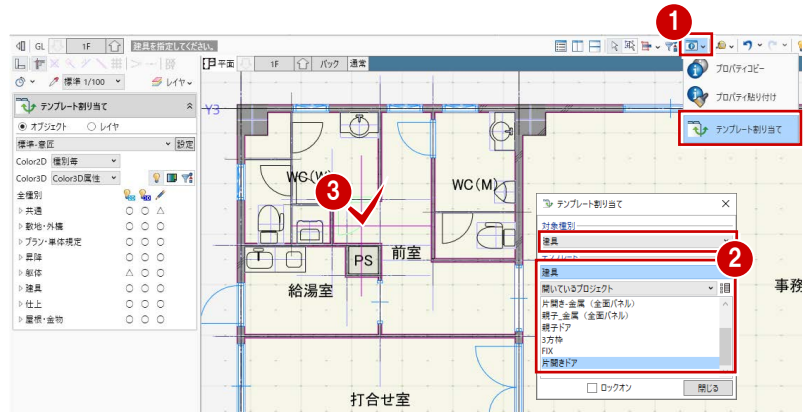 1
GL 1F 建具を指定してください。
標準 1/100 レイヤ
テンプレート割り当て
オブジェクト レイヤ
標準-意匠 設定
Color2D 種別毎
Color3D Color3D属性
全種別
共通
敷地・外構
プラン・単体規定
昇降
躯体
建具
仕上
屋根・金物
平面 1F バック 通常
プロパティコピー
プロパティ貼り付け
テンプレート割り当て
Y3
WC(W)
WC(M)
3
PS
前室
給湯室
打合せ室
事務
テンプレート割り当て
対象種別
建具
2
テンプレート
建具
開いているプロジェクト
片開き-金属（全面パネル）
親子_金属（全面パネル）
親子ドア
3方枠
FIX
片開きドア
ロックオン 閉じる